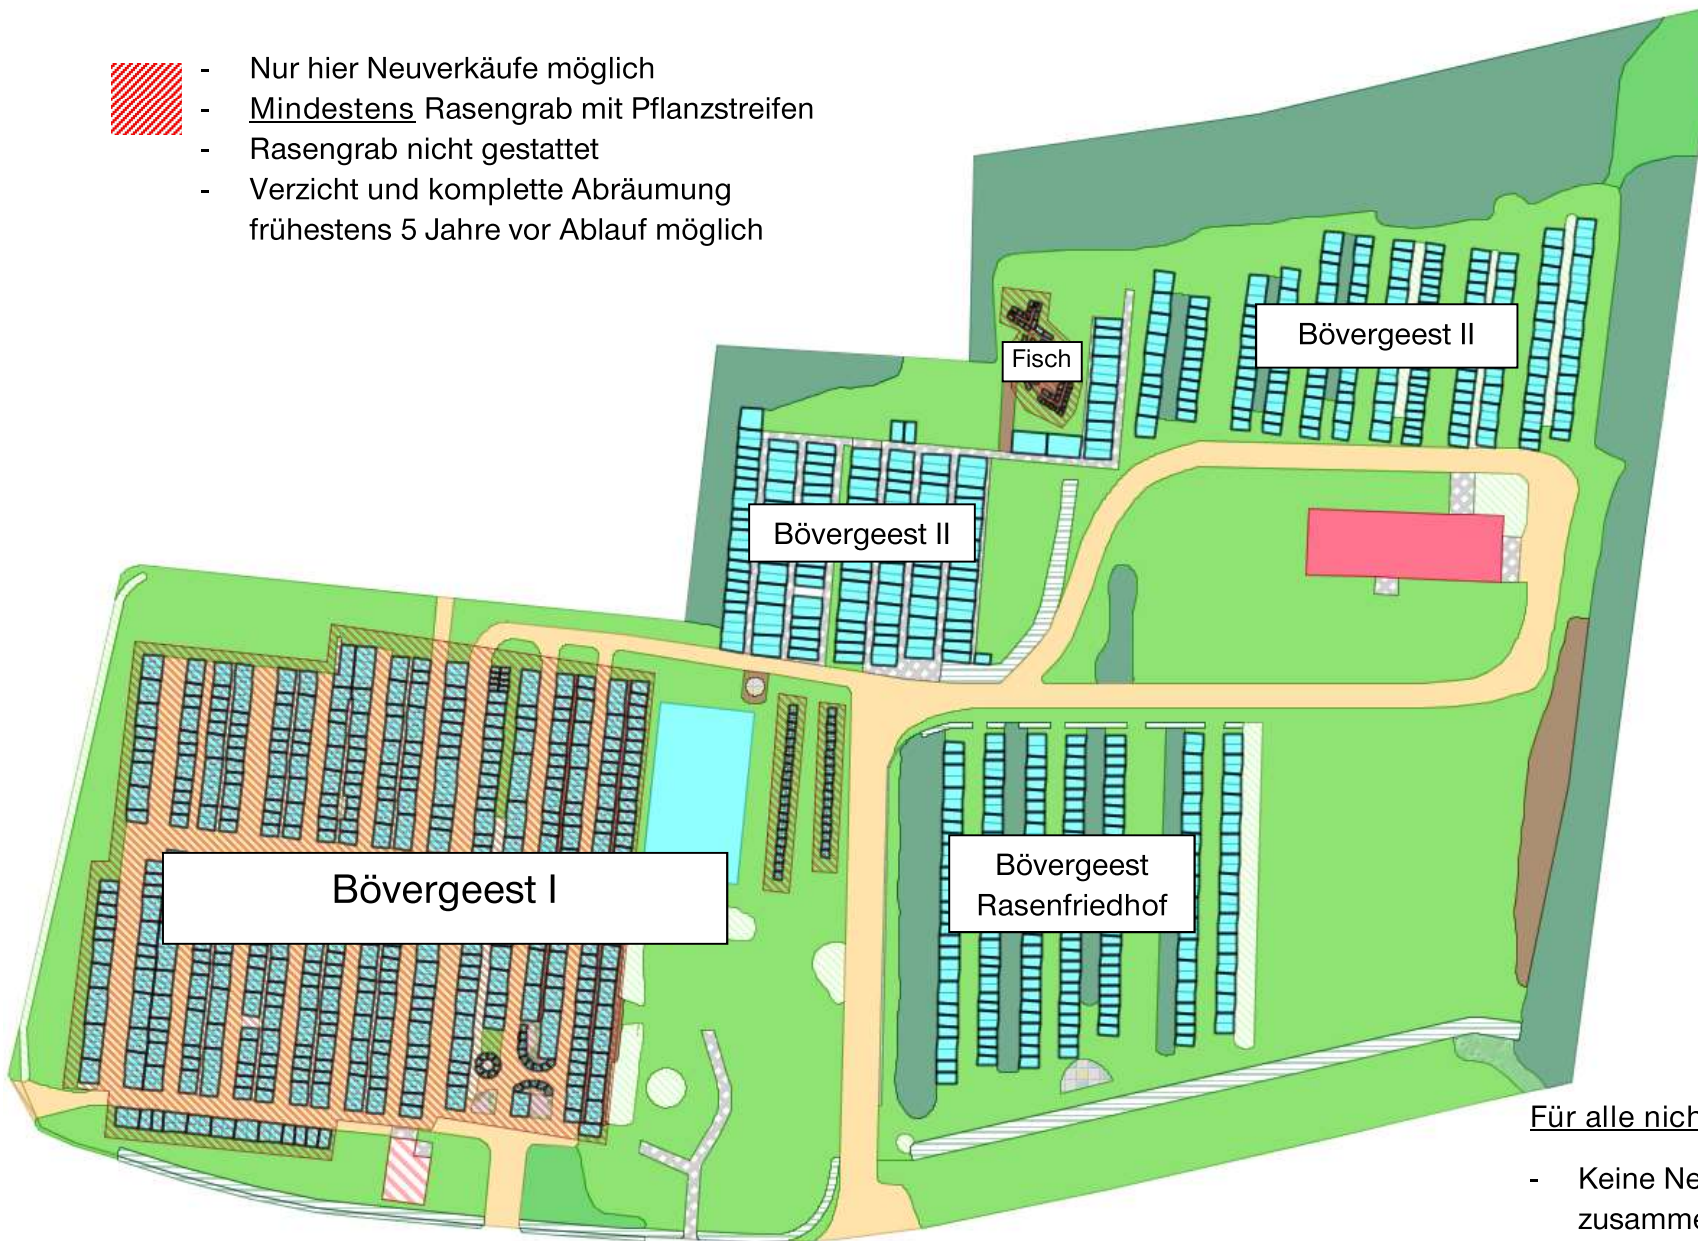 - Nur hier Neuverkäufe möglich
- Mindestens Rasengrab mit Pflanzstreifen
- Rasengrab nicht gestattet
- Verzicht und komplette Abräumung
frühestens 5 Jahre vor Ablauf möglich
Bövergeest II
Fisch
Bövergeest II
Bövergeest I
Bövergeest
Rasenfriedhof
Für alle nich
- Keine Ne
zusamme